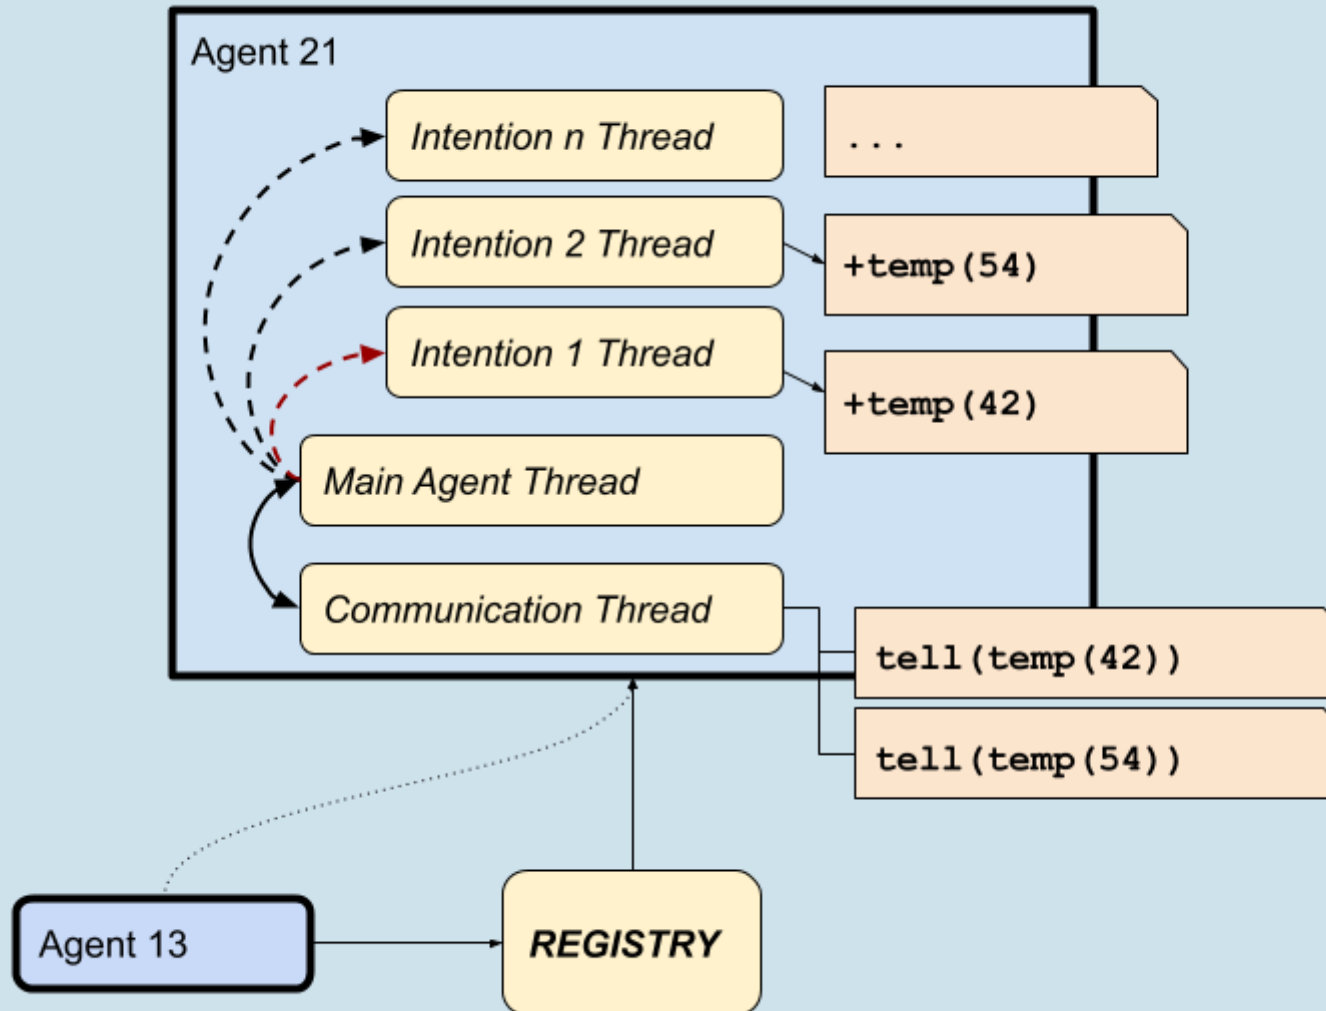 Agent 21
Intention n Thread
...
Intention 2 Thread
+temp(54)
Intention 1 Thread
+temp(42)
Main Agent Thread
Communication Thread
tell(temp(42))
tell(temp(54))
Agent 13
REGISTRY